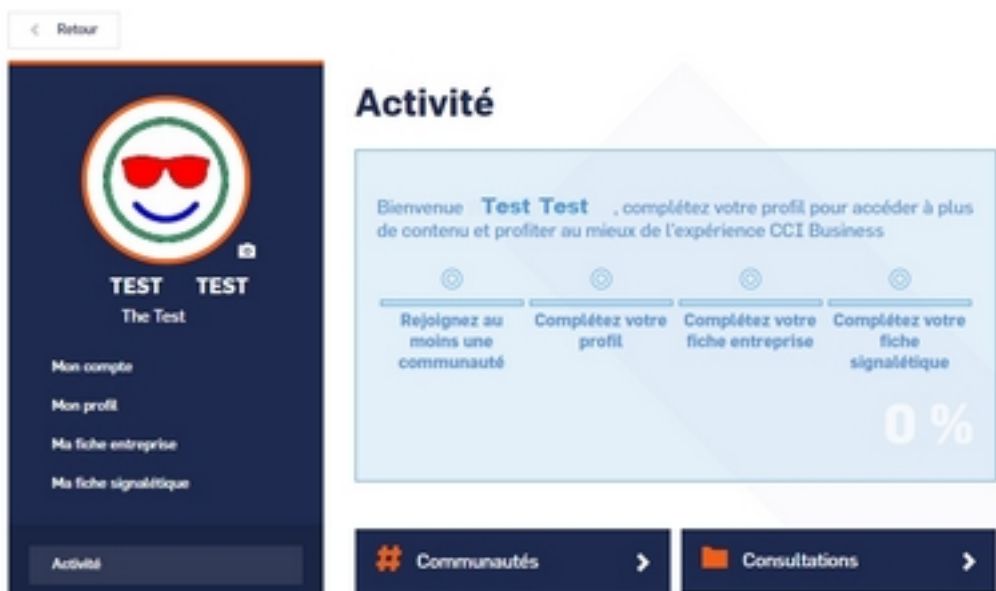 Retour
TEST TEST
The Test
Mon compte
Mon profil
Ma fiche entreprise
Ma fiche signalétique
Activité
Activité
Bienvenue Test Test , complétez votre profil pour accéder à plus
de contenu et profiter au mieux de l'expérience CCI Business
Rejoignez au
moins une
communauté
Complétez votre
profil
Complétez votre
fiche entreprise
Complétez votre
fiche
signalétique
0 %
# Communautés
Consultations